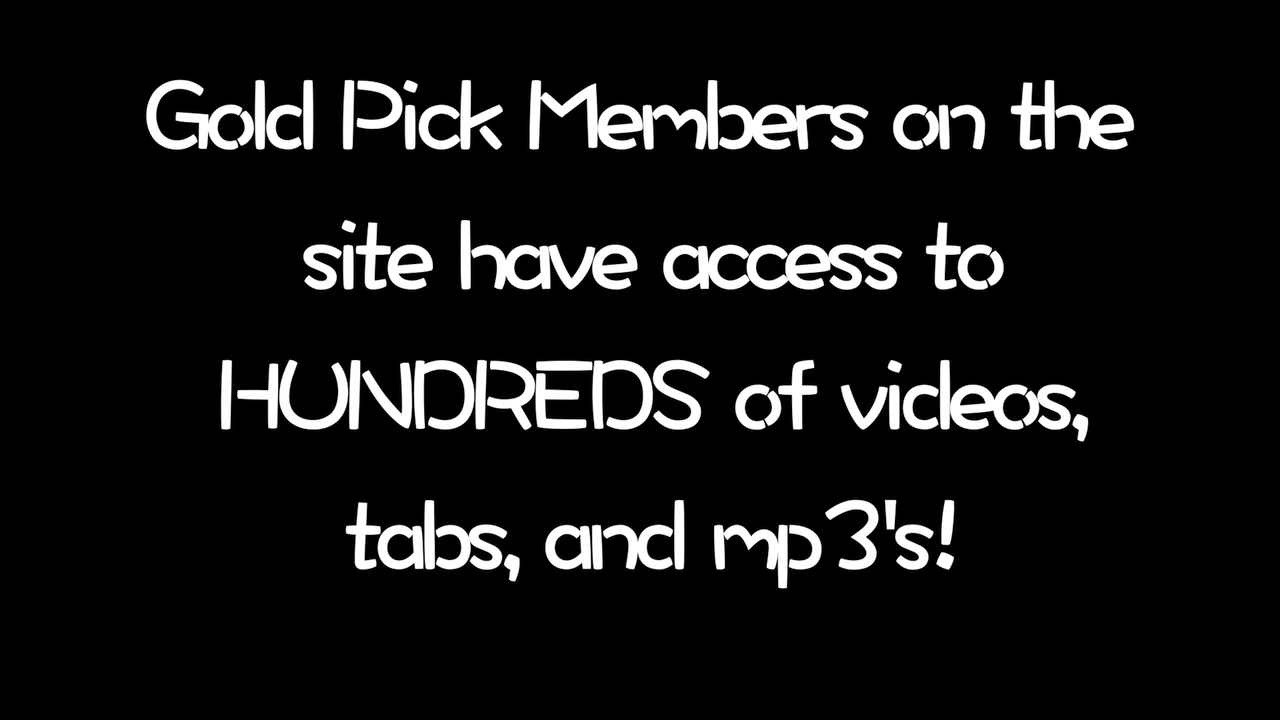 Gold Pick Members on the
site have access to
HUNDREDS of videos,
tabs, and mp3's!